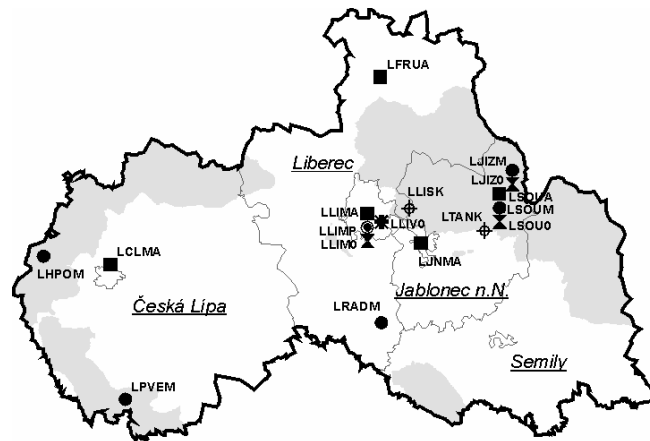 LFRUA
Liberec
LJIZM
LJIZ0
LLISK
LSOUA
LLIMA
LSOUM
LTANK
LLIV0
LLIMP
LSOU0
LLIM0
LJNMA
LHPOM
LCLMA
Jablonec n.N.
Česká Lípa
LRADM
Semily
LPVEM